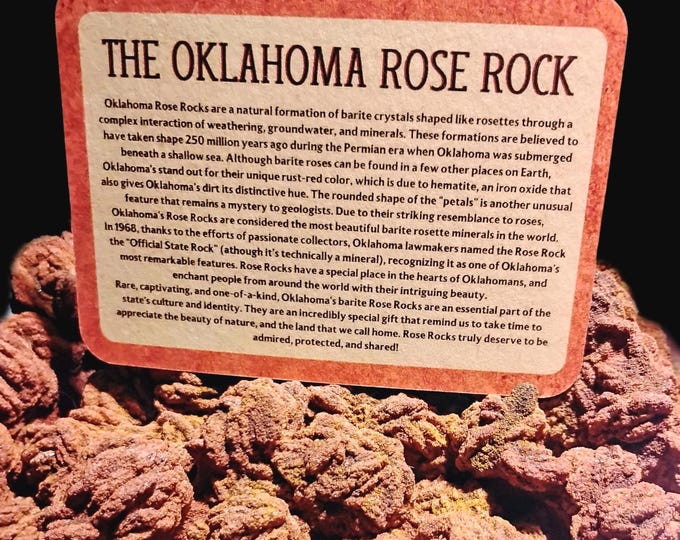 THE OKLAHOMA ROSE ROCK
Oklahoma Rose Rocks are a natural formation of barite crystals shaped like rosettes through a
complex interaction of weathering, groundwater, and minerals. These formations are believed to
have taken shape 250 million years ago during the Permian era when Oklahoma was submerged
beneath a shallow sea. Although barite roses can be found in a few other places on Earth,
Oklahoma's stand out for their unique rust-red color, which is due to hematite, an iron oxide that
also gives Oklahoma's dirt its distinctive hue. The rounded shape of the "petals" is another unusual
feature that remains a mystery to geologists. Due to their striking resemblance to roses,
Oklahoma's Rose Rocks are considered the most beautiful barite rosette minerals in the world.
In 1968, thanks to the efforts of passionate collectors, Oklahoma lawmakers named the Rose Rock
the "Official State Rock" (athough it's technically a mineral), recognizing it as one of Oklahoma's
most remarkable features. Rose Rocks have a special place in the hearts of Oklahomans, and
enchant people from around the world with their intriguing beauty.
Rare, captivating, and one-of-a-kind, Oklahoma's barite Rose Rocks are an essential part of the
state's culture and identity. They are an incredibly special gift that remind us to take time to
appreciate the beauty of nature, and the land that we call home. Rose Rocks truly deserve to be
admired, protected, and shared!